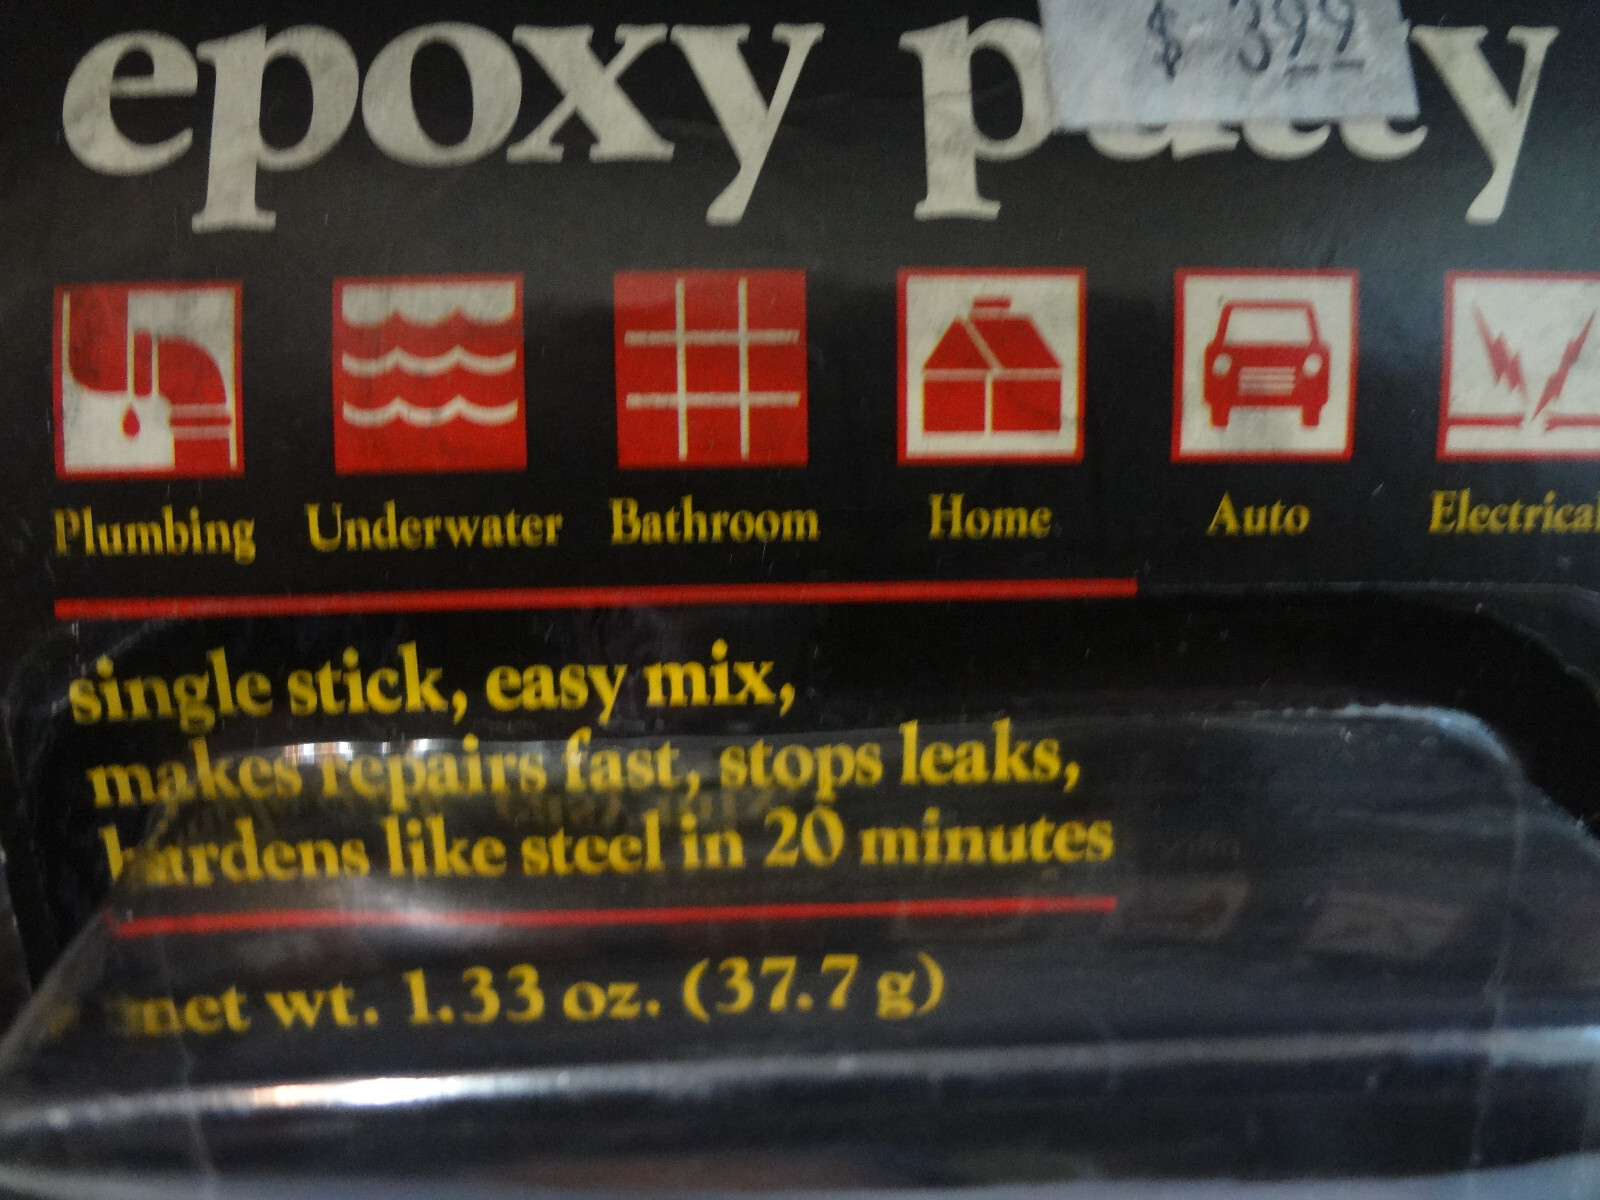 $ 3.99
epoxy putty
Plumbing Underwater Bathroom Home Auto Electrical
single stick, easy mix,
makes repairs fast, stops leaks,
hardens like steel in 20 minutes
net wt. 1.33 oz. (37.7 g)